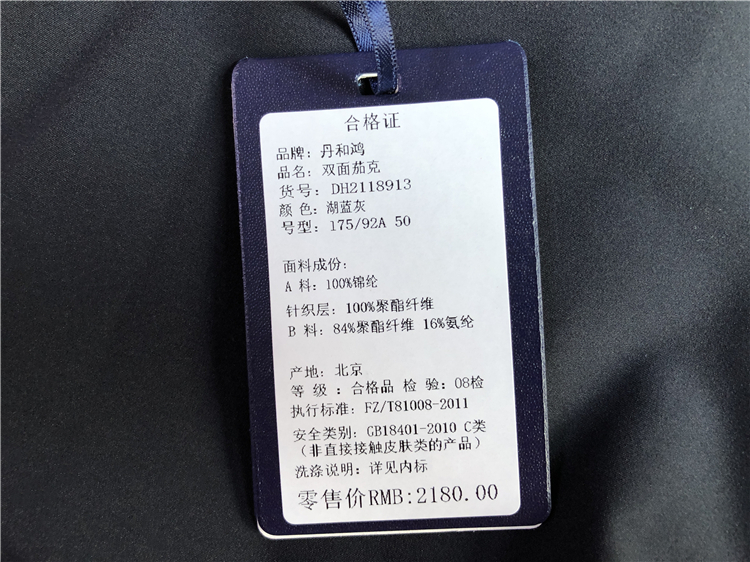 合格证
品牌：丹和鸿
品名：双面茄克
货号：DH2118913
颜 色：湖蓝灰
号型：175/92A 50
面料成份：
A 料：100%锦纶
针织层：100%聚酯纤维
B 料：84%聚酯纤维 16%氨纶
产地：北京
等 级 ：合格品 检 验：08检
执行标准：FZ/T81008-2011
安全类别：GB18401-2010 C类
（非直接接触皮肤类的产品）
洗涤说明：详见内标
零售价RMB:2180.00